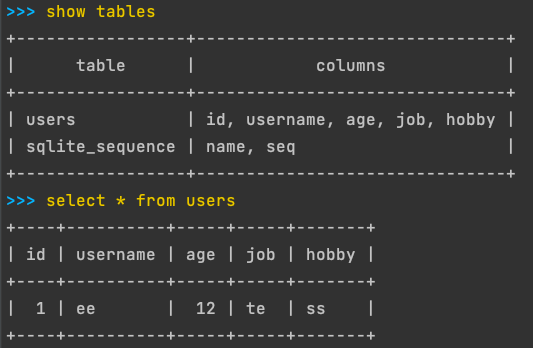 >>> show tables
+-----------------+-------------------------------+
|      table      |            columns            |
+-----------------+-------------------------------+
| users           | id, username, age, job, hobby |
| sqlite_sequence | name, seq                     |
+-----------------+-------------------------------+
>>> select * from users
+----+----------+-----+-----+-------+
| id | username | age | job | hobby |
+----+----------+-----+-----+-------+
|  1 | ee       |  12 | te  | ss    |
+----+----------+-----+-----+-------+